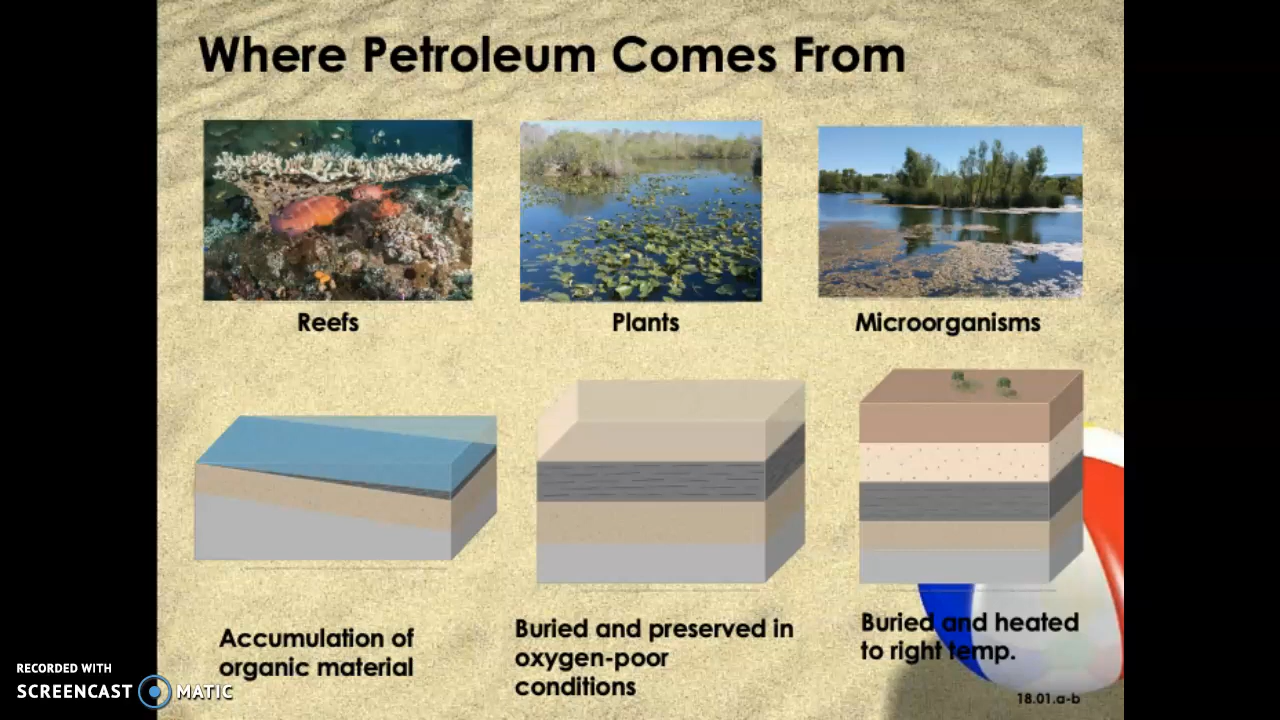 Where Petroleum Comes From
Reefs
Plants
Microorganisms
Accumulation of
organic material
Buried and preserved in
oxygen-poor
conditions
Buried and heated
to right temp.
18.01.a-b
RECORDED WITH
SCREENCAST MATIC